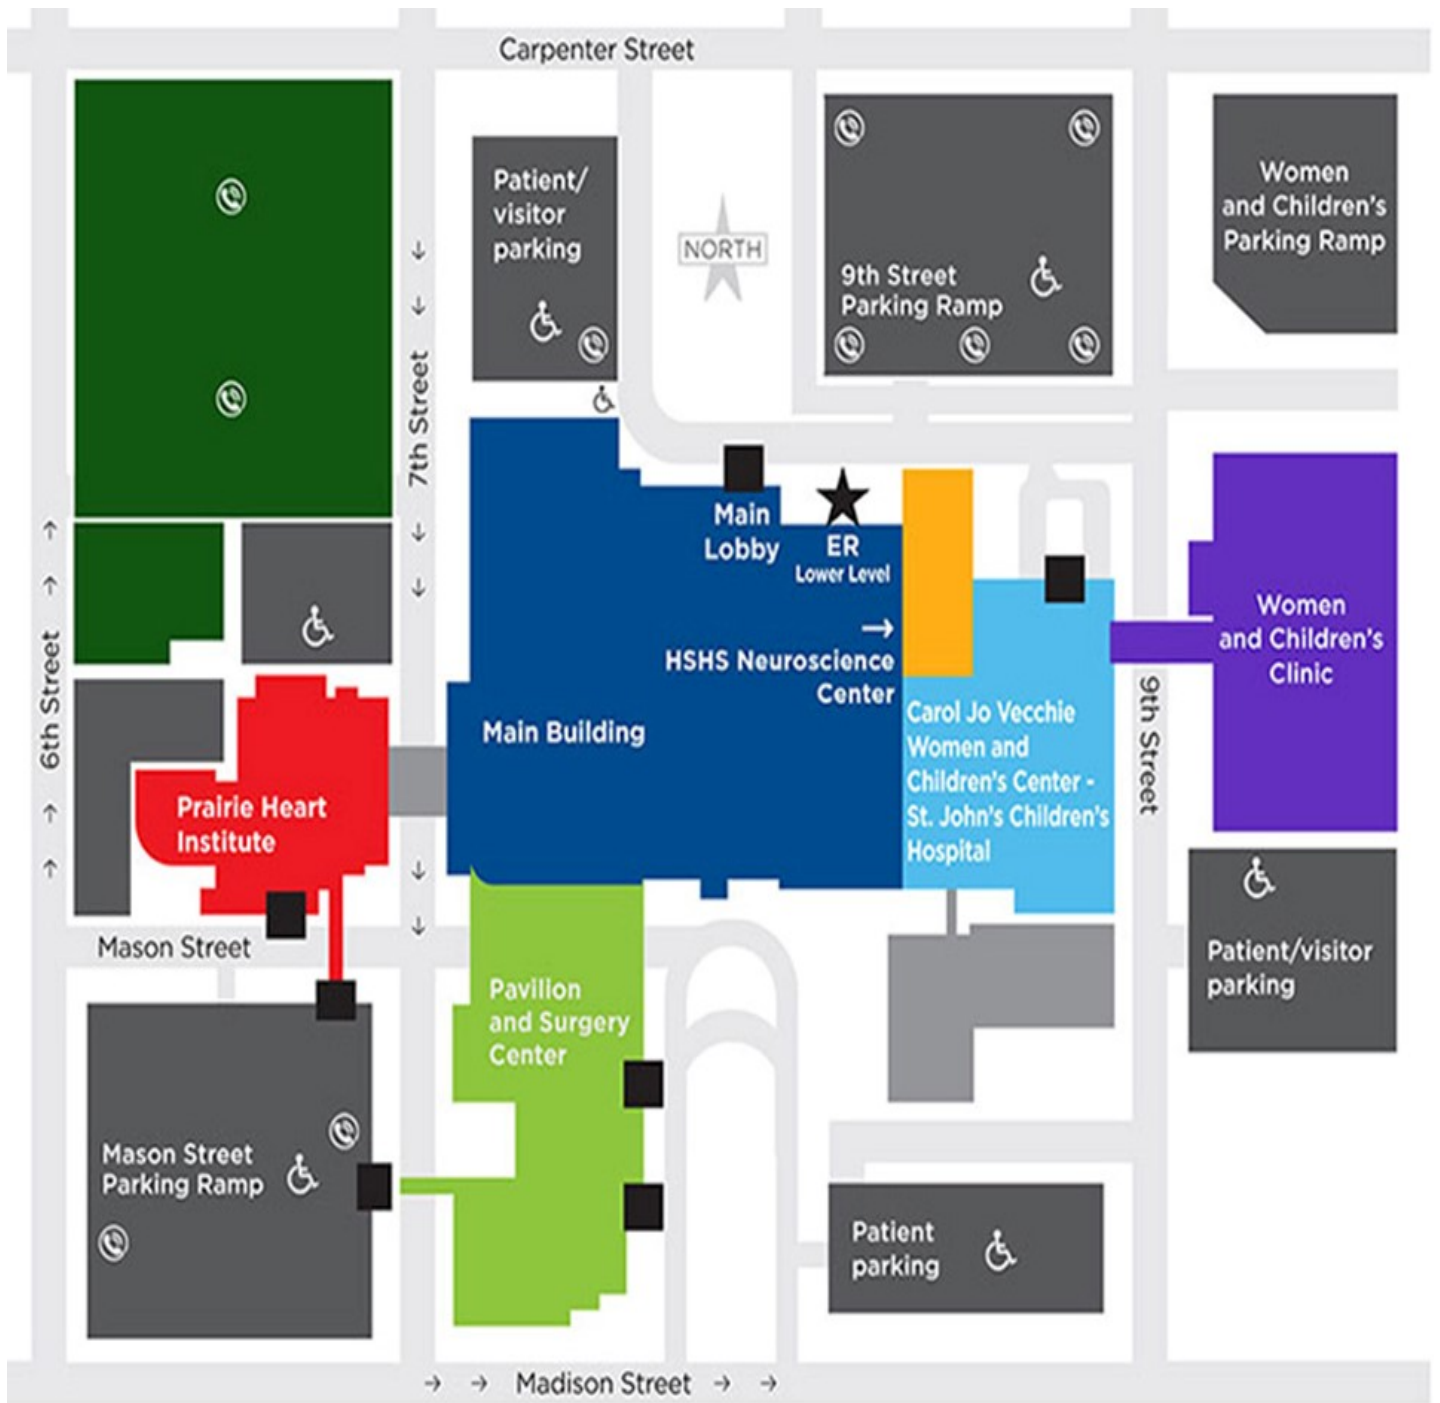 Carpenter Street
Patient/
visitor
parking
NORTH
9th Street
Parking Ramp
Women
and Children's
Parking Ramp
7th Street
6th Street
Main
Lobby
ER
Lower Level
→
HSHS Neuroscience
Center
Main Building
Carol Jo Vecchie
Women and
Children's Center -
St. John's Children's
Hospital
9th Street
Women
and Children's
Clinic
Prairie Heart
Institute
Mason Street
Pavilion
and Surgery
Center
Patient/visitor
parking
Mason Street
Parking Ramp
Patient
parking
→ → Madison Street → →